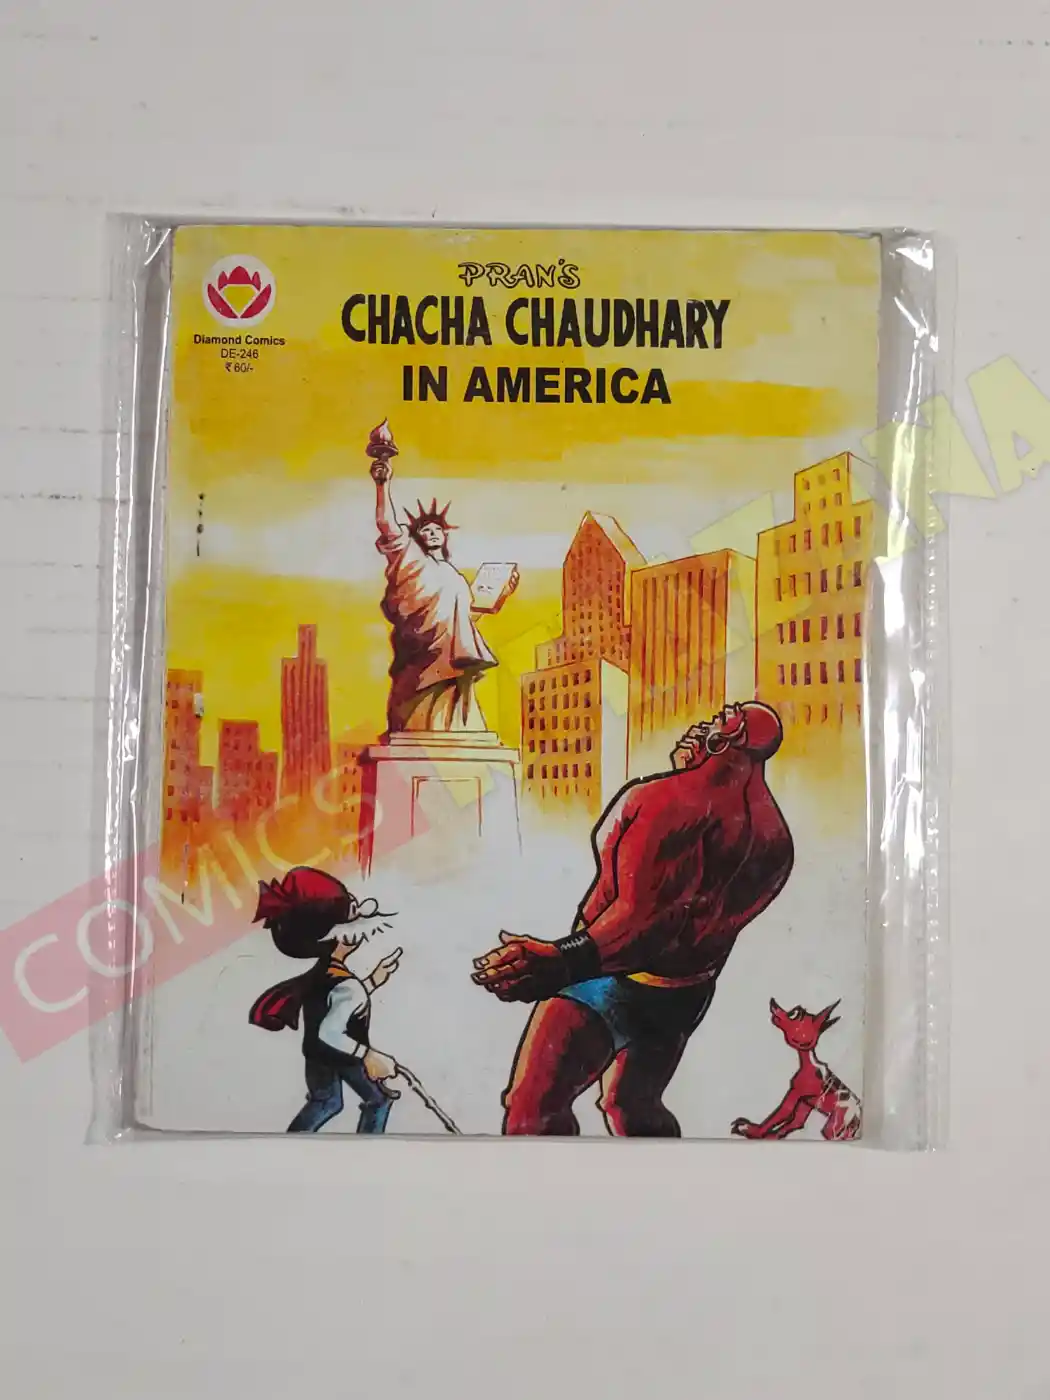 PRAN'S
CHACHA CHAUDHARY
IN AMERICA
Diamond Comics
DE-246
₹ 60/-
COMICS